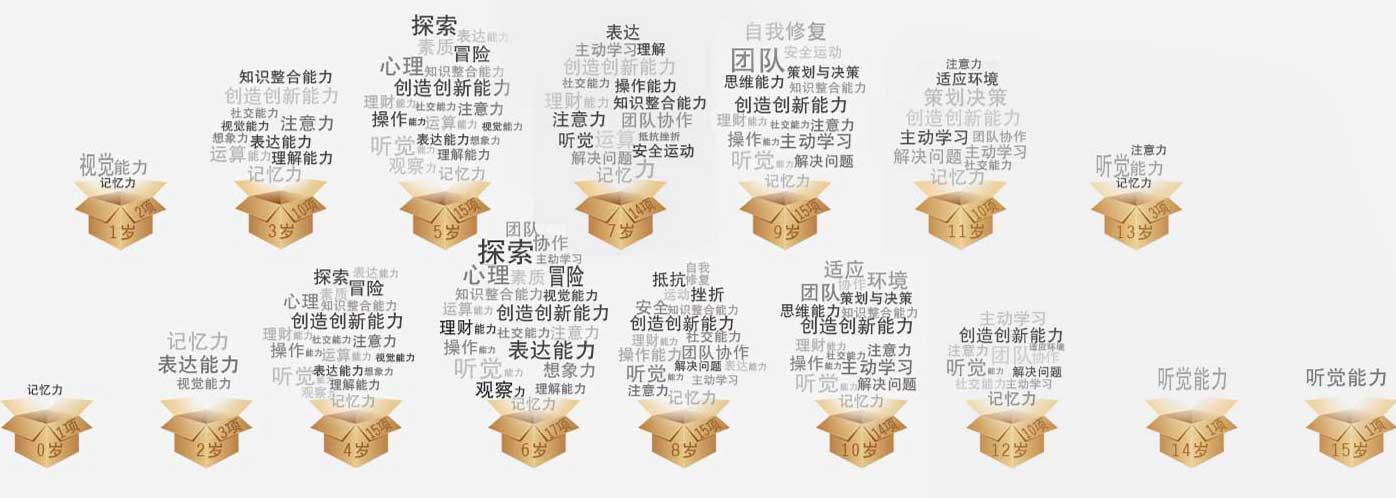 视觉能力
记忆力
2项
1岁
知识整合能力
创造创新能力
社交能力
视觉能力 注意力
想象力 表达能力
运算能力 理解能力
记忆力
10项
3岁
探索
表达能力
素质 冒险
心理 知识整合能力
创造创新能力
理财能力 社交能力 注意力
操作能力 运算能力 视觉能力
表达能力 想象力
听觉能力 理解能力
观察力 记忆力
15项
5岁
表达
主动学习 理解
创造创新能力
社交能力 操作能力
理财能力 知识整合能力
注意力 团队协作
听觉 运算 抵抗挫折
解决问题 安全运动
记忆力
14项
7岁
自我修复
团队 安全运动
思维能力 策划与决策
知识整合能力
创造创新能力
理财能力 社交能力 注意力
操作能力 主动学习
听觉能力 解决问题
记忆力
15项
9岁
注意力
适应环境
策划决策
创造创新能力
主动学习 团队协作
解决问题 主动学习
社交能力
记忆力
10项
11岁
注意力
听觉能力
记忆力
3项
13岁
记忆力
1项
0岁
记忆力
表达能力
视觉能力
3项
2岁
探索 表达能力
素质 冒险
心理 知识整合能力
创造创新能力
理财能力 社交能力 注意力
操作能力 运算能力 视觉能力
表达能力 想象力
听觉能力 理解能力
观察力 记忆力
15项
4岁
团队
协作
探索 主动学习
心理 素质 冒险
知识整合能力 视觉能力
运算能力 创造创新能力
理财能力 社交能力 注意力
操作能力 表达能力
听觉能力 想象力
观察力 理解能力
记忆力
17项
6岁
自我
抵抗 修复
运动 挫折
安全 知识整合能力
创造创新能力
理财能力 社交能力
操作能力 团队协作
听觉能力 解决问题 表达能力
主动学习
注意力 记忆力
15项
8岁
适应
协作 环境
团队 策划与决策
思维能力 知识整合能力
创造创新能力
理财能力 社交能力 注意力
操作能力 主动学习
听觉能力 解决问题
记忆力
14项
10岁
主动学习
创造创新能力
注意力 团队协作 适应环境
听觉能力 解决问题
社交能力 主动学习
记忆力
10项
12岁
听觉能力
1项
14岁
听觉能力
1项
15岁